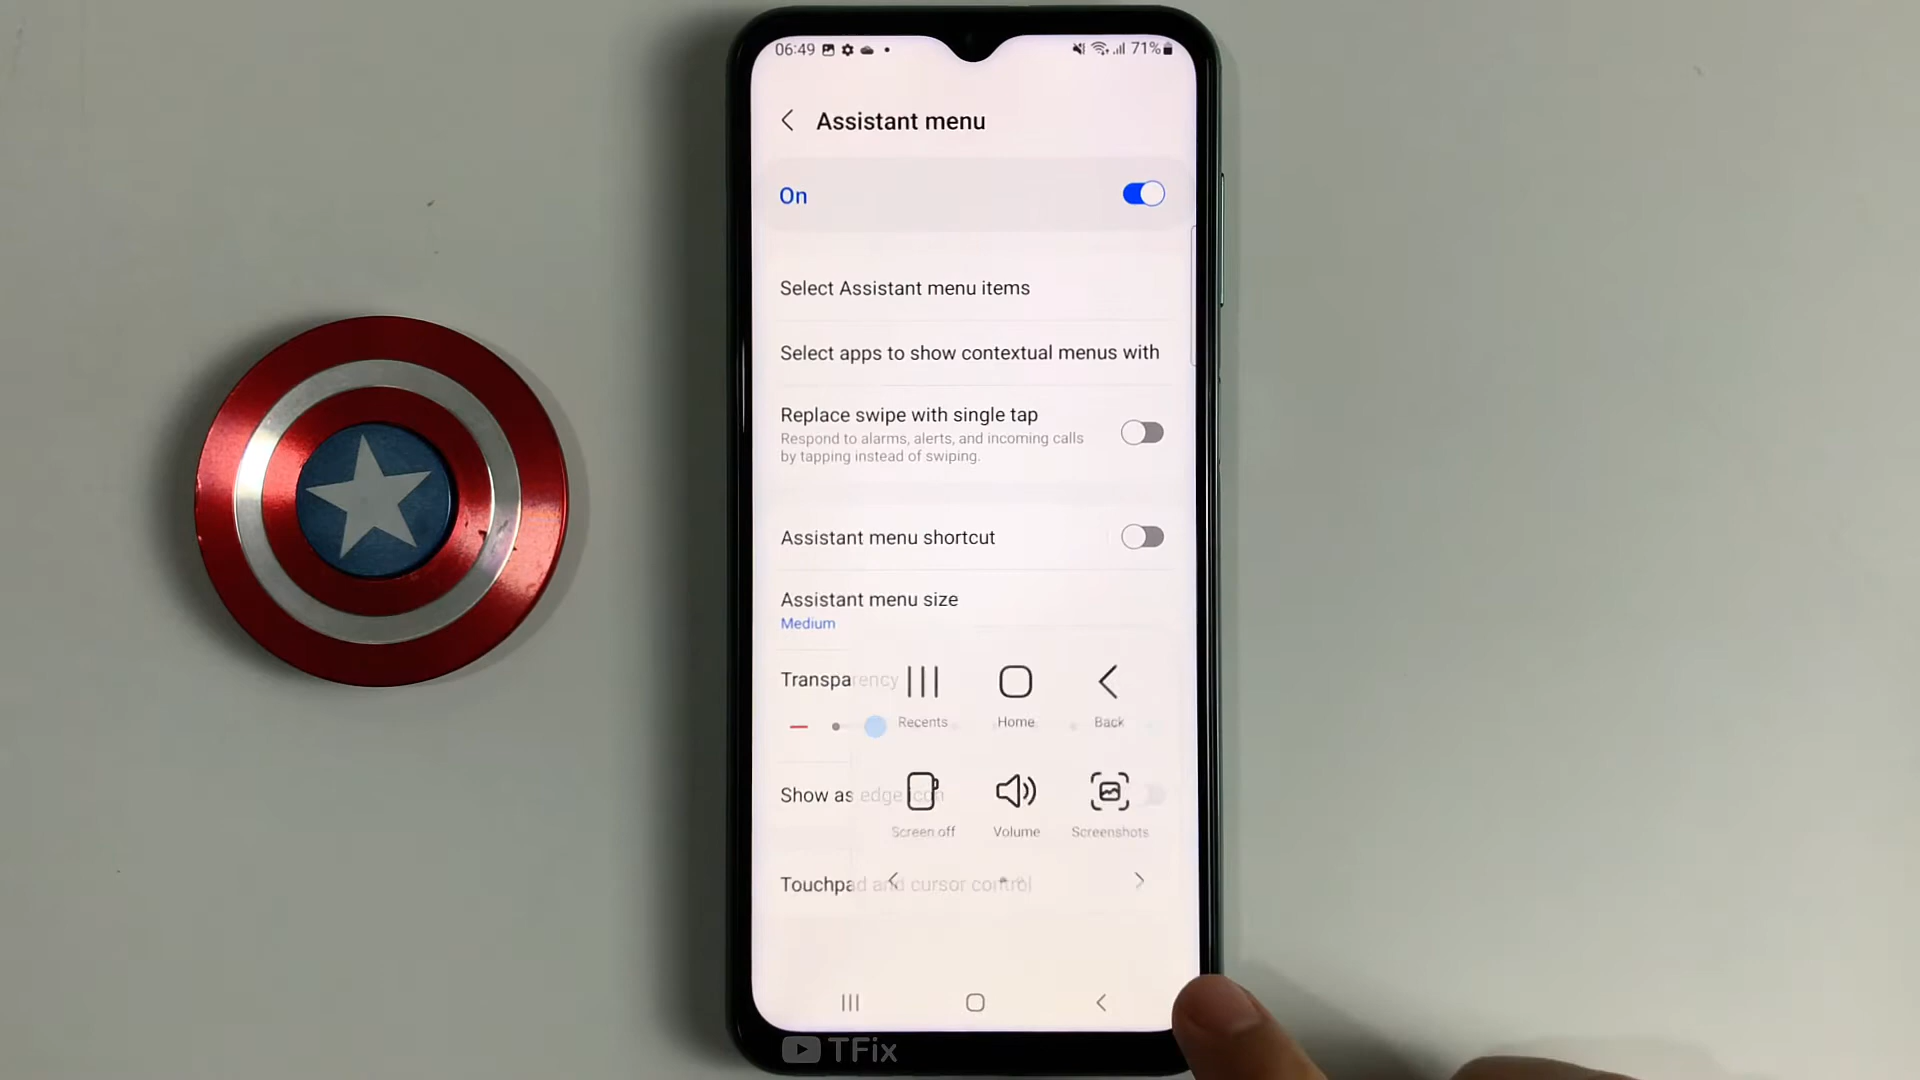 06:49
71%
Assistant menu
On
Select Assistant menu items
Select apps to show contextual menus with
Replace swipe with single tap
Respond to alarms, alerts, and incoming calls
by tapping instead of swiping.
Assistant menu shortcut
Assistant menu size
Medium
Transparency
Recents
Home
Back
Show as edge icon
Screen off
Volume
Screenshots
Touchpad and cursor control
TFix